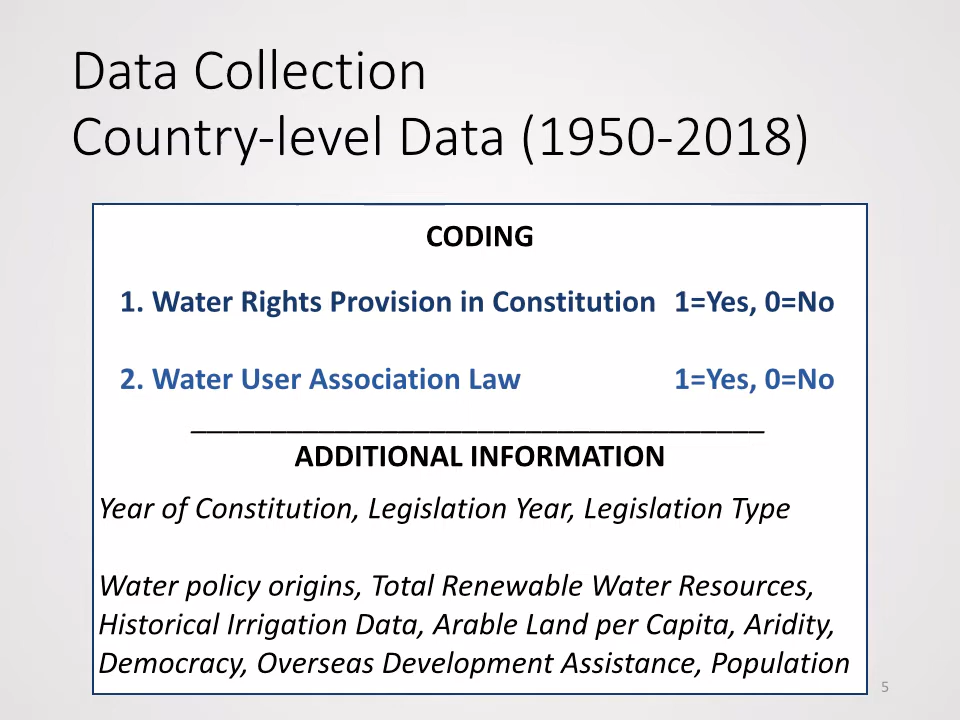 Data Collection
Country-level Data (1950-2018)
CODING
1. Water Rights Provision in Constitution 1=Yes, 0=No
2. Water User Association Law 1=Yes, 0=No
ADDITIONAL INFORMATION
Year of Constitution, Legislation Year, Legislation Type
Water policy origins, Total Renewable Water Resources,
Historical Irrigation Data, Arable Land per Capita, Aridity,
Democracy, Overseas Development Assistance, Population
5